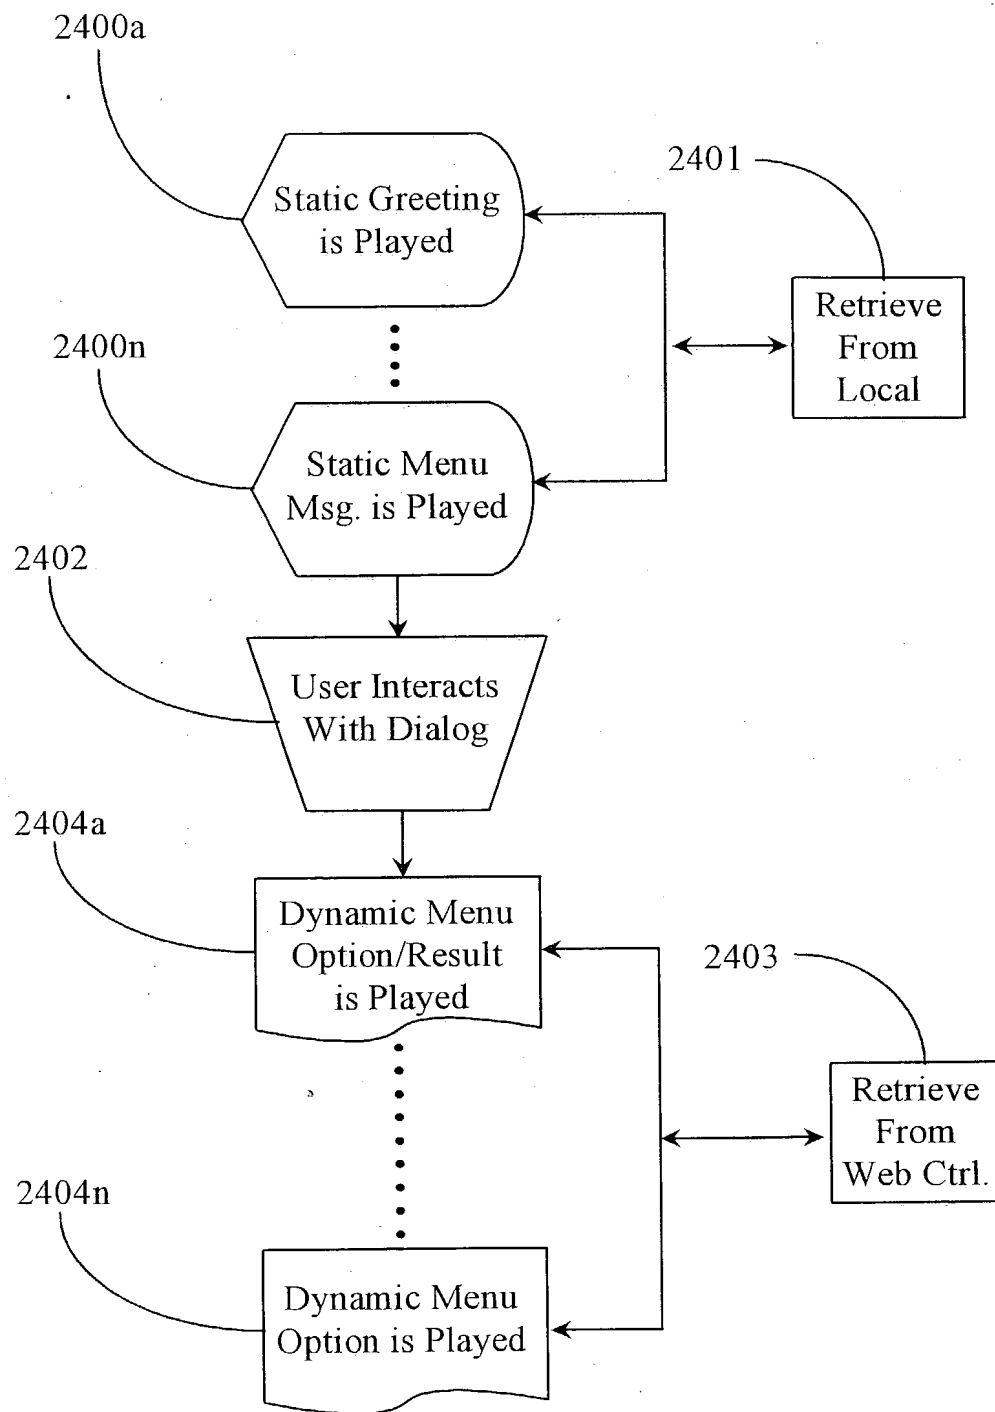 2400a
Static Greeting
is Played
2401
Retrieve
From
Local
2400n
Static Menu
Msg. is Played
2402
User Interacts
With Dialog
2404a
Dynamic Menu
Option/Result
is Played
2403
Retrieve
From
Web Ctrl.
2404n
Dynamic Menu
Option is Played